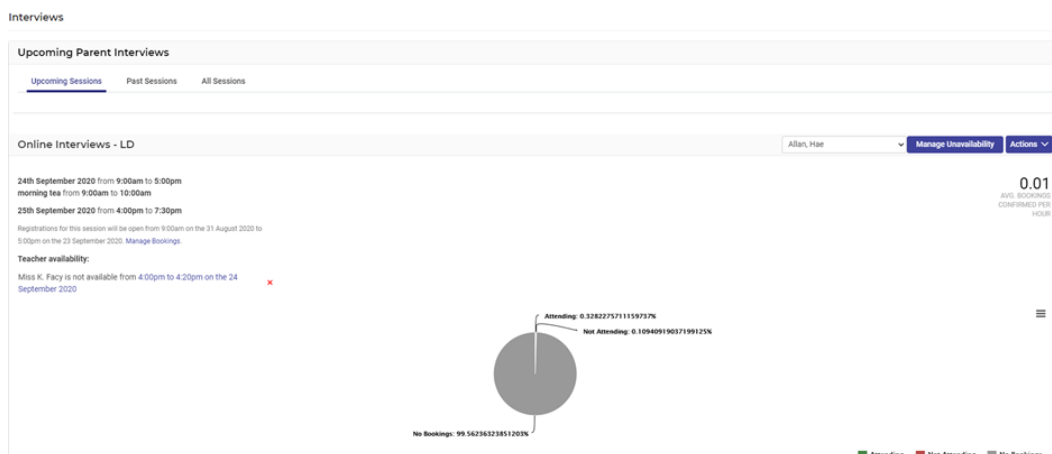 Interviews
Upcoming Parent Interviews
Upcoming Sessions Past Sessions All Sessions
Online Interviews - LD
Allan, Hae
Manage Unavailability
Actions
24th September 2020 from 9:00am to 5:00pm
morning tea from 9:00am to 10:00am
25th September 2020 from 4:00pm to 7:30pm
Registrations for this session will be open from 9:00am on the 31 August 2020 to
5:00pm on the 23 September 2020. Manage Bookings.
Teacher availability:
Miss K. Facy is not available from 4:00pm to 4:20pm on the 24
September 2020
0.01
AVG. BOOKINGS
CONFIRMED PER
HOUR
Attending: 0.3282275711159737%
Not Attending: 0.10940919037199125%
No Bookings: 99.56236323851203%
Attending Not Attending No Bookings